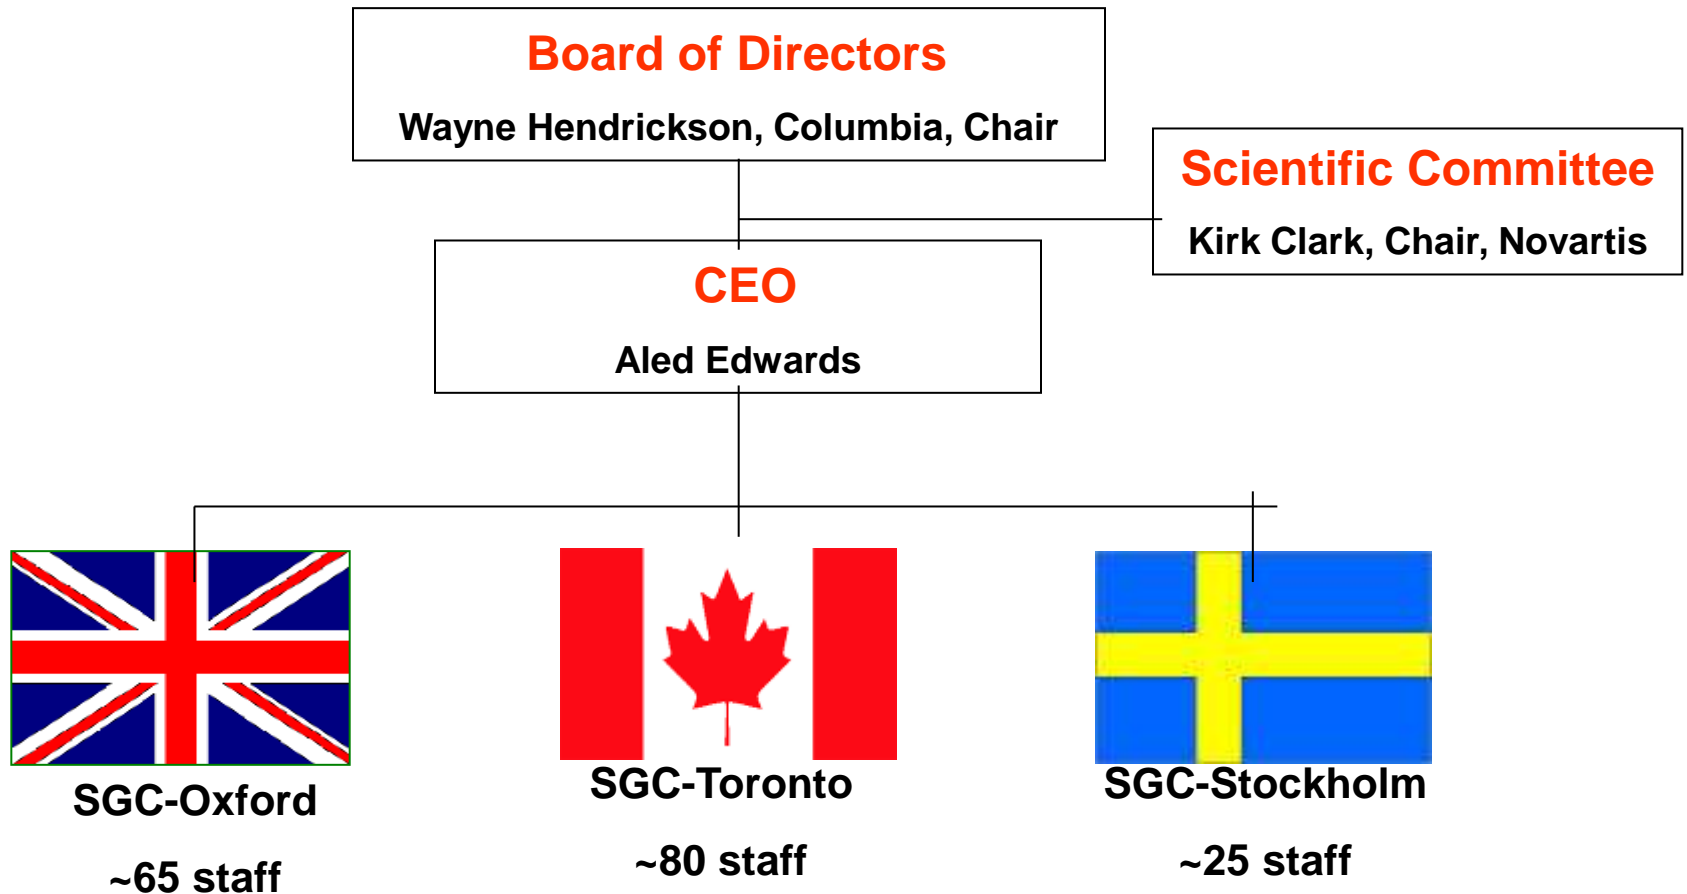 Board of Directors
Wayne Hendrickson, Columbia, Chair
Scientific Committee
Kirk Clark, Chair, Novartis
CEO
Aled Edwards
SGC-Oxford
~65 staff
SGC-Toronto
~80 staff
SGC-Stockholm
~25 staff